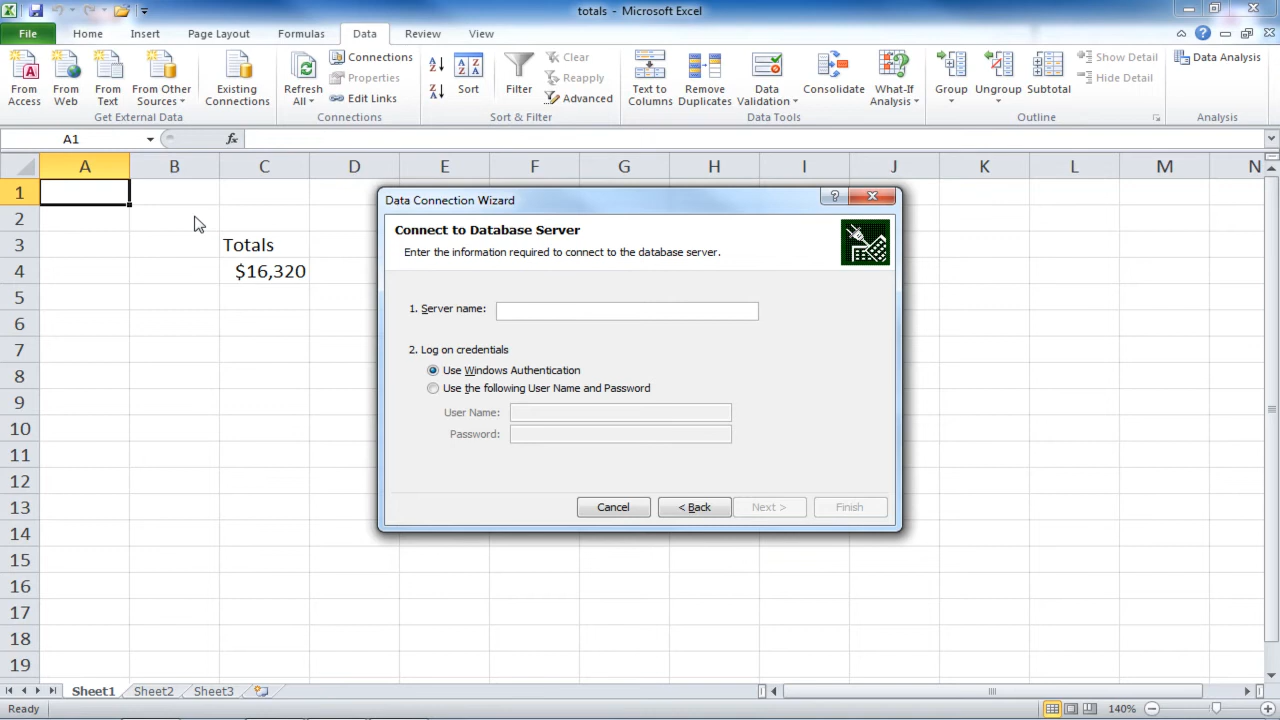 totals - Microsoft Excel
File Home Insert Page Layout Formulas Data Review View
From Access
From Web
From Text
From Other Sources
Existing Connections
Get External Data
Refresh All
Connections
Properties
Edit Links
Connections
Sort
Filter
Clear
Reapply
Advanced
Sort & Filter
Text to Columns
Remove Duplicates
Data Validation
Consolidate
What-If Analysis
Data Tools
Group
Ungroup
Subtotal
Show Detail
Hide Detail
Outline
Data Analysis
Analysis
A1 fx
A B C D E F G H I J K L M N
1
2
3 Totals
4 $16,320
5
6
7
8
9
10
11
12
13
14
15
16
17
18
19
Data Connection Wizard
Connect to Database Server
Enter the information required to connect to the database server.
1. Server name:
2. Log on credentials
Use Windows Authentication
Use the following User Name and Password
User Name:
Password:
Cancel < Back Next > Finish
Sheet1 Sheet2 Sheet3
Ready 140%